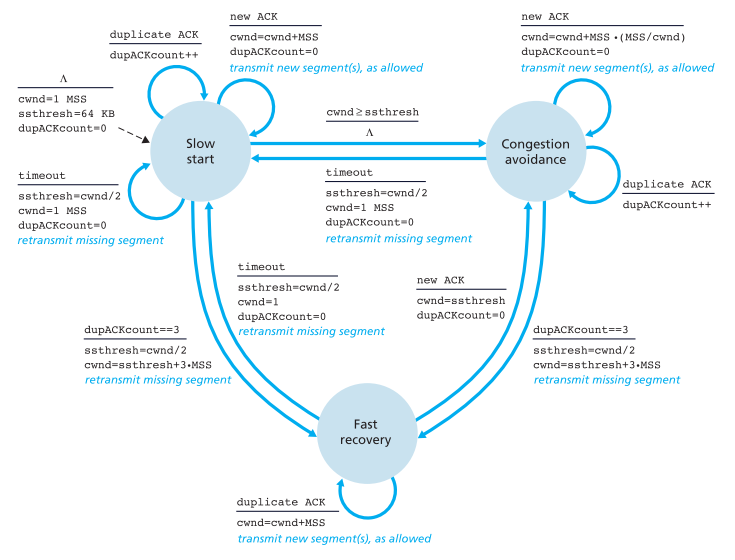 new ACK
cwnd=cwnd+MSS
dupACKcount=0
transmit new segment(s), as allowed
new ACK
cwnd=cwnd+MSS •(MSS/cwnd)
dupACKcount=0
transmit new segment(s), as allowed
duplicate ACK
dupACKcount++
Λ
cwnd=1 MSS
ssthresh=64 KB
dupACKcount=0
Slow
start
cwnd≥ssthresh
Λ
Congestion
avoidance
timeout
ssthresh=cwnd/2
cwnd=1 MSS
dupACKcount=0
retransmit missing segment
timeout
ssthresh=cwnd/2
cwnd=1 MSS
dupACKcount=0
retransmit missing segment
duplicate ACK
dupACKcount++
timeout
ssthresh=cwnd/2
cwnd=1
dupACKcount=0
retransmit missing segment
new ACK
cwnd=ssthresh
dupACKcount=0
dupACKcount==3
ssthresh=cwnd/2
cwnd=ssthresh+3•MSS
retransmit missing segment
dupACKcount==3
ssthresh=cwnd/2
cwnd=ssthresh+3•MSS
retransmit missing segment
Fast
recovery
duplicate ACK
cwnd=cwnd+MSS
transmit new segment(s), as allowed